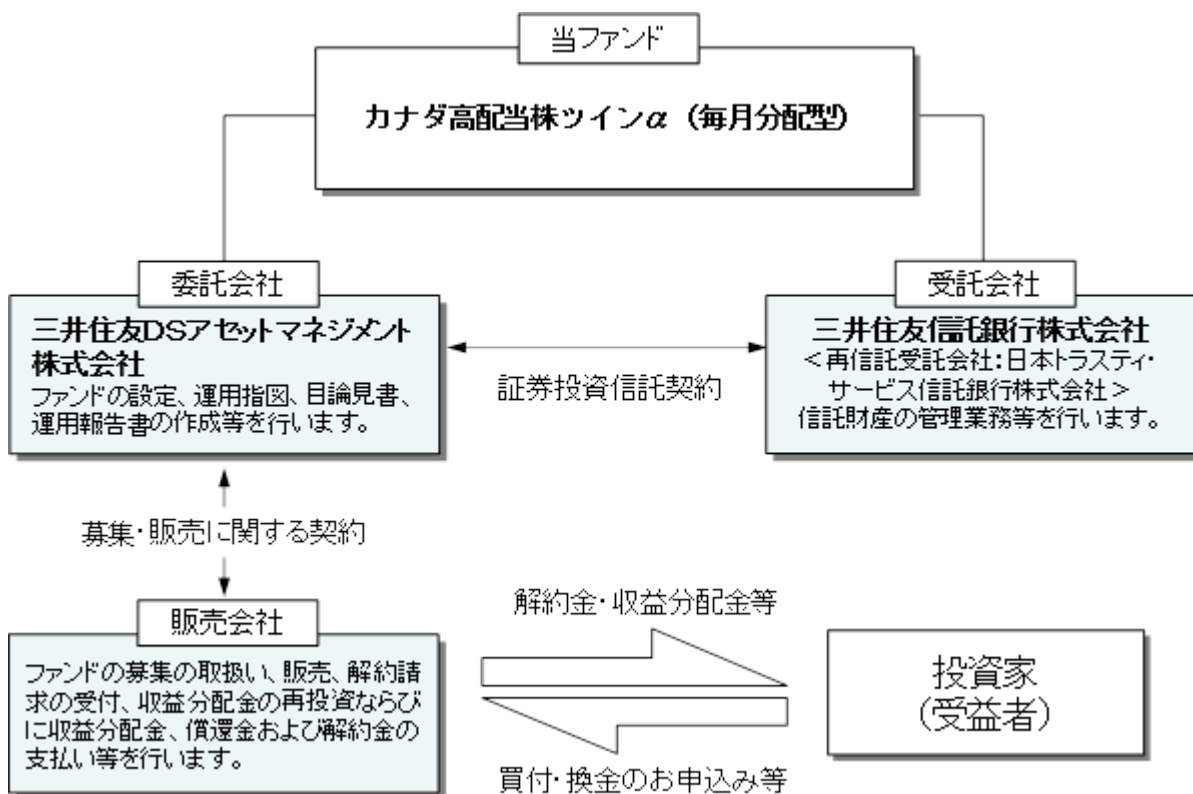 当ファンド
カナダ高配当株ツインα（毎月分配型）
委託会社
三井住友DSアセットマネジメント
株式会社
ファンドの設定、運用指図、目論見書、
運用報告書の作成等を行います。
証券投資信託契約
受託会社
三井住友信託銀行株式会社
＜再信託受託会社：日本トラスティ・
サービス信託銀行株式会社＞
信託財産の管理業務等を行います。
募集・販売に関する契約
販売会社
ファンドの募集の取扱い、販売、解約請
求の受付、収益分配金の再投資ならび
に収益分配金、償還金および解約金の
支払い等を行います。
解約金・収益分配金等
買付・換金のお申込み等
投資家
（受益者）